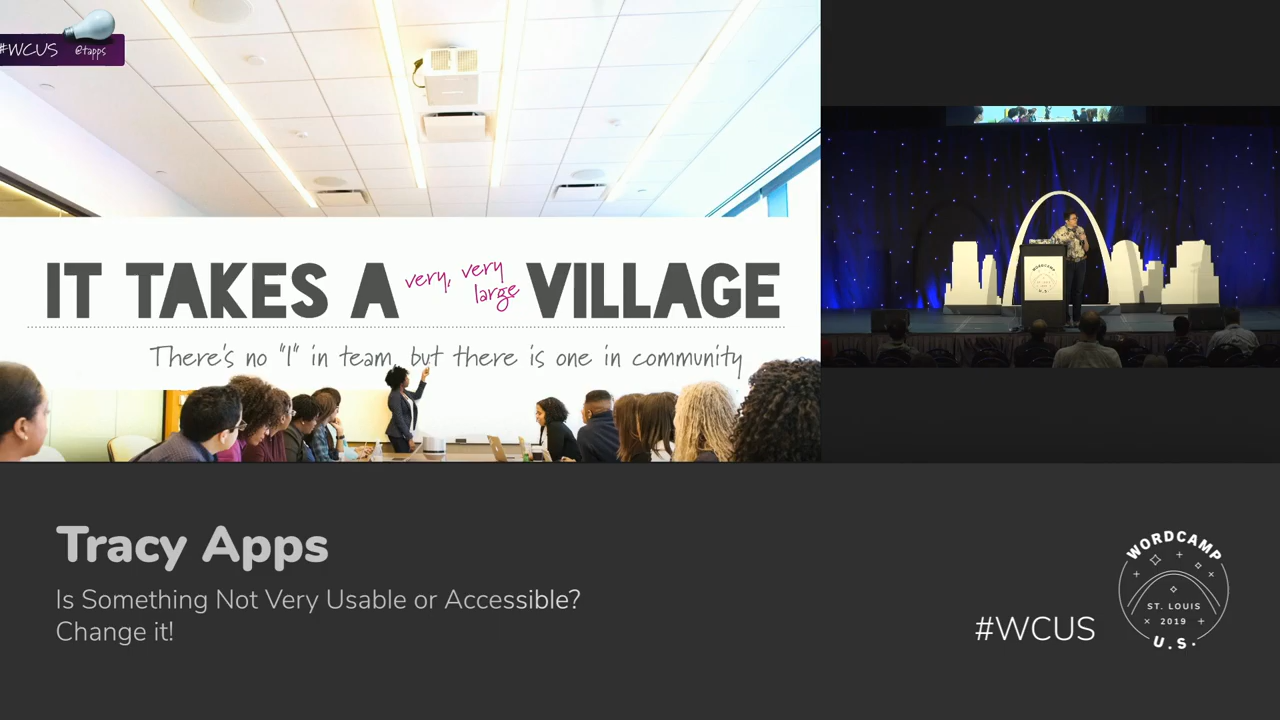 #WCUS @tapps
IT TAKES A very, very large VILLAGE
There's no "I" in team, but there is one in community
WORDCAMP
U.S.
Tracy Apps
Is Something Not Very Usable or Accessible?
Change it!
#WCUS
WORDCAMP
ST. LOUIS
2019
U.S.